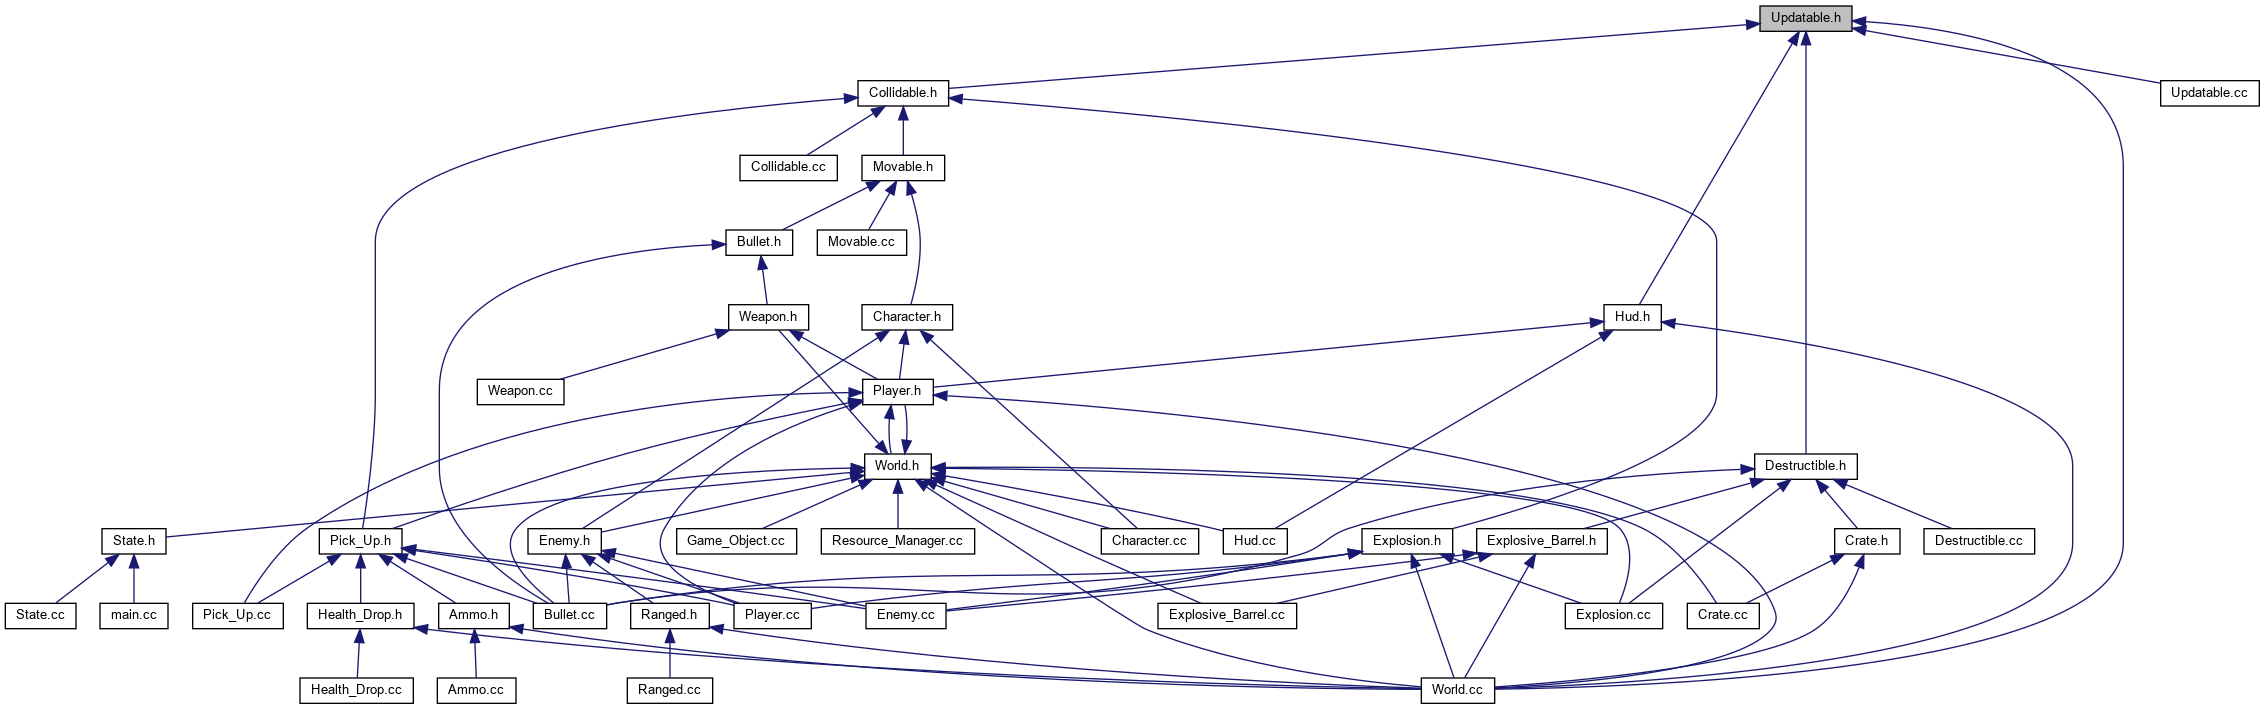 Updatable.h
Collidable.h
Updatable.cc
Collidable.cc
Movable.h
Bullet.h
Movable.cc
Weapon.h
Character.h
Hud.h
Weapon.cc
Player.h
World.h
Destructible.h
State.h
Pick_Up.h
Enemy.h
Game_Object.cc
Resource_Manager.cc
Character.cc
Hud.cc
Explosion.h
Explosive_Barrel.h
Crate.h
Destructible.cc
State.cc
main.cc
Pick_Up.cc
Health_Drop.h
Ammo.h
Bullet.cc
Ranged.h
Player.cc
Enemy.cc
Explosive_Barrel.cc
Explosion.cc
Crate.cc
Health_Drop.cc
Ammo.cc
Ranged.cc
World.cc